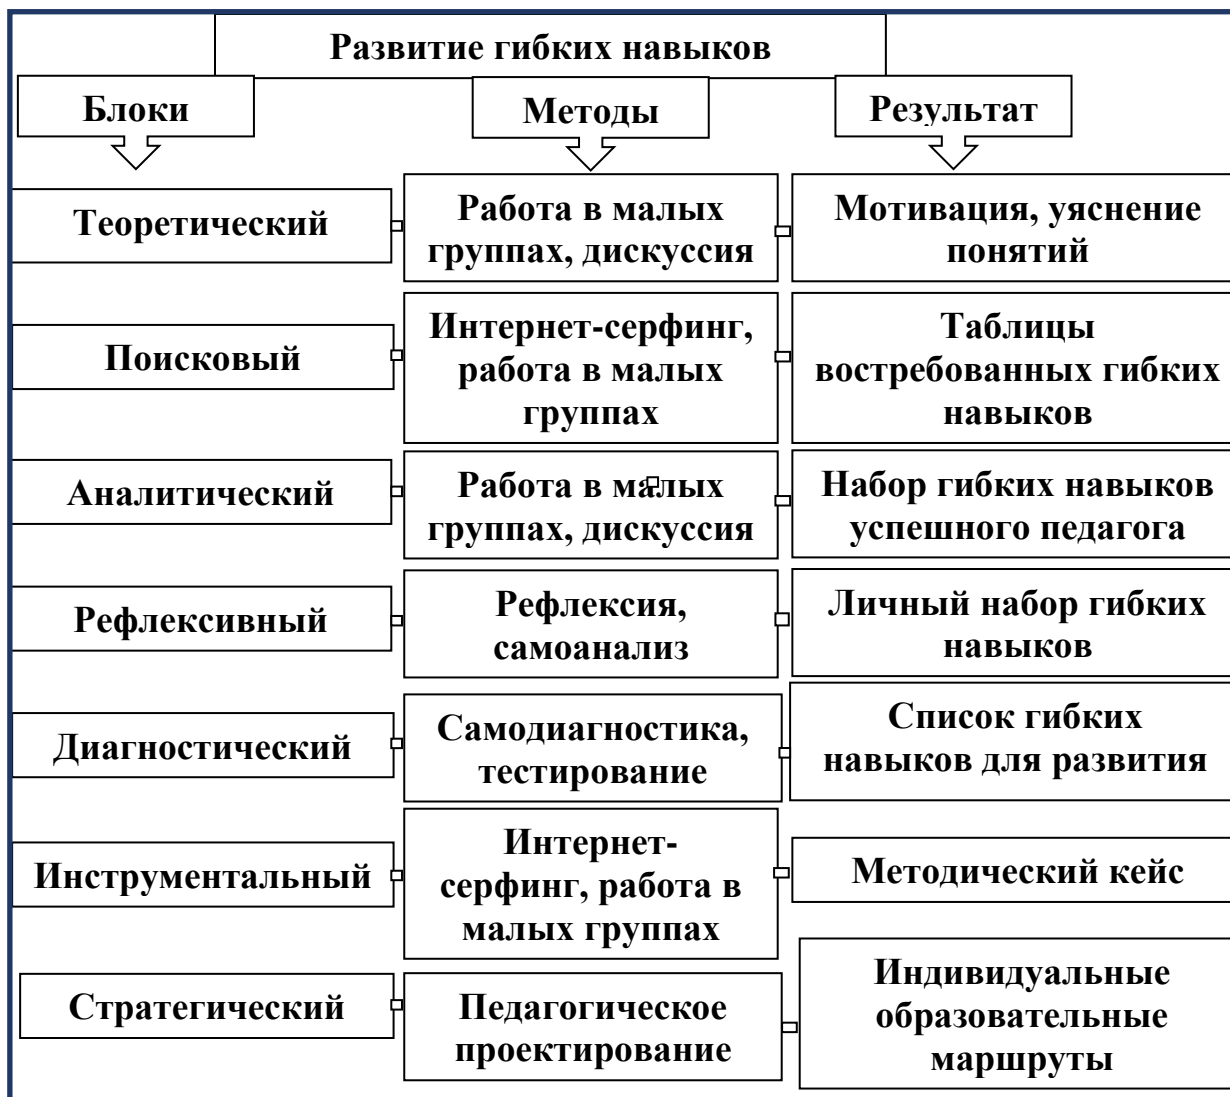 Развитие гибких навыков
Блоки
Методы
Результат
Теоретический
Работа в малых
группах, дискуссия
Мотивация, уяснение
понятий
Поисковый
Интернет-серфинг,
работа в малых
группах
Таблицы
востребованных гибких
навыков
Аналитический
Работа в малых
группах, дискуссия
Набор гибких навыков
успешного педагога
Рефлексивный
Рефлексия,
самоанализ
Личный набор гибких
навыков
Диагностический
Самодиагностика,
тестирование
Список гибких
навыков для развития
Инструментальный
Интернет-
серфинг, работа в
малых группах
Методический кейс
Стратегический
Педагогическое
проектирование
Индивидуальные
образовательные
маршруты